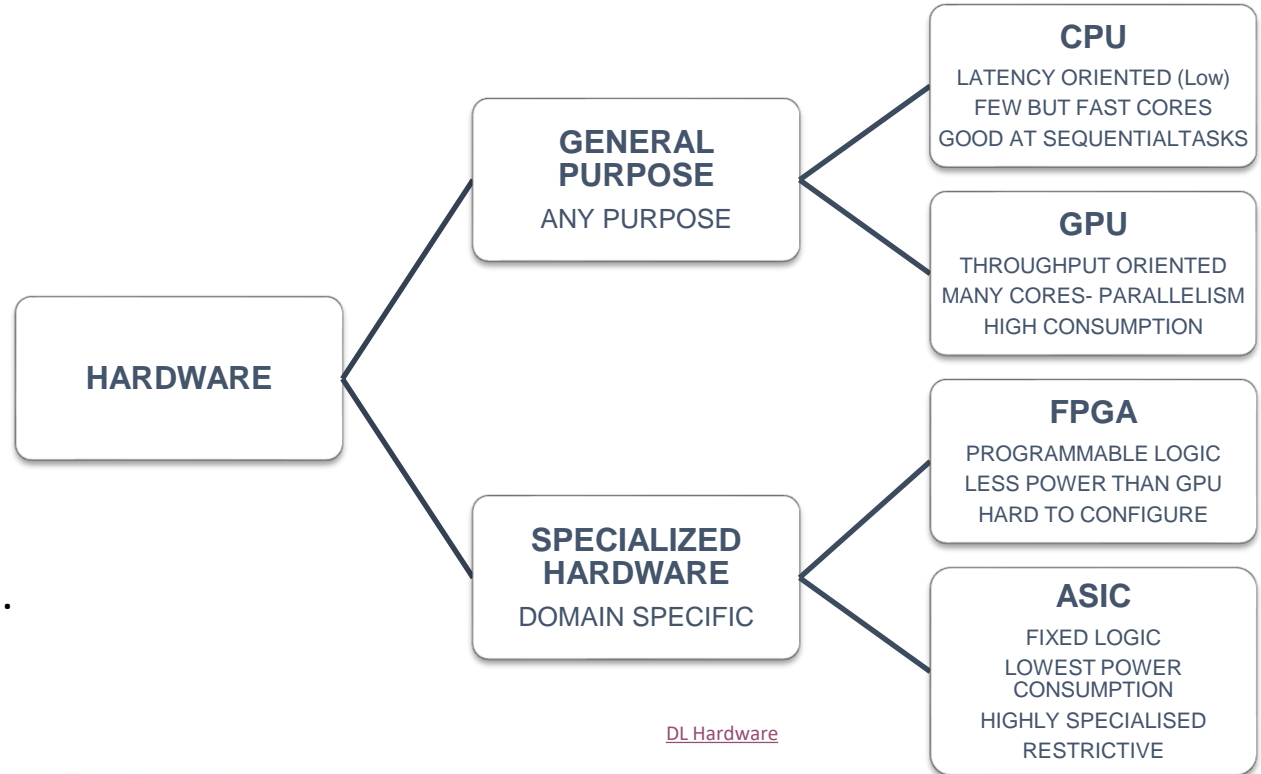 HARDWARE
GENERAL
PURPOSE
ANY PURPOSE
SPECIALIZED
HARDWARE
DOMAIN SPECIFIC
CPU
LATENCY ORIENTED (Low)
FEW BUT FAST CORES
GOOD AT SEQUENTIALTASKS
GPU
THROUGHPUT ORIENTED
MANY CORES- PARALLELISM
HIGH CONSUMPTION
FPGA
PROGRAMMABLE LOGIC
LESS POWER THAN GPU
HARD TO CONFIGURE
ASIC
FIXED LOGIC
LOWEST POWER
CONSUMPTION
HIGHLY SPECIALISED
RESTRICTIVE
.
DL Hardware